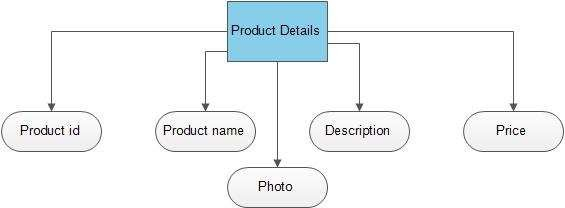 Product Details
Product id
Product name
Description
Price
Photo